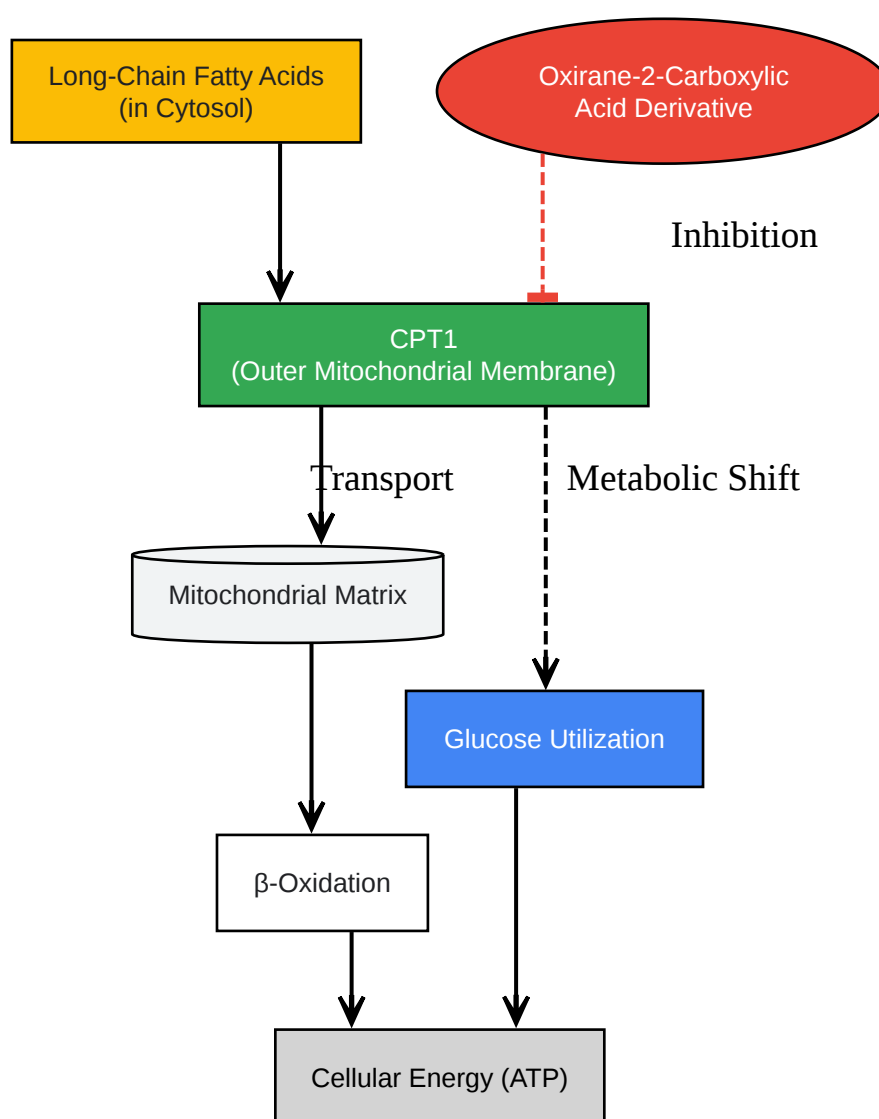 Long-Chain Fatty Acids
(in Cytosol)
Oxirane-2-Carboxylic
Acid Derivative
Inhibition
CPT1
(Outer Mitochondrial Membrane)
Transport
Metabolic Shift
Mitochondrial Matrix
Glucose Utilization
β-Oxidation
Cellular Energy (ATP)